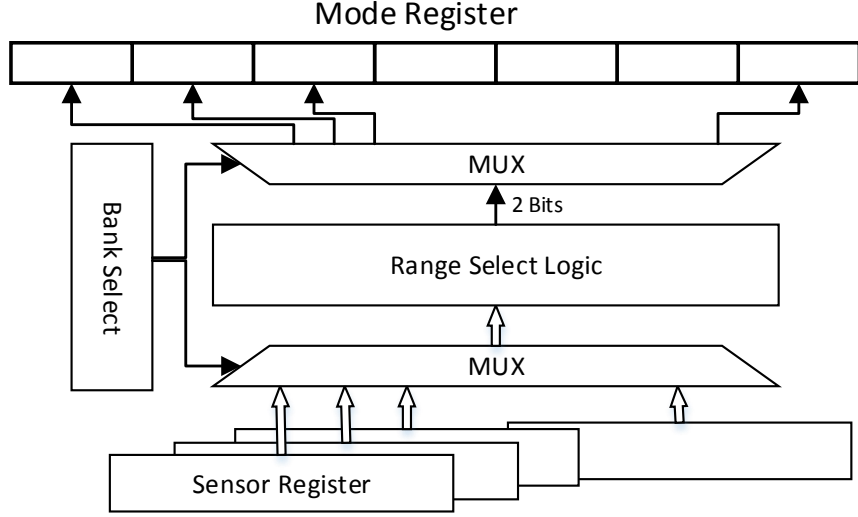 Mode Register
MUX
Bank Select
2 Bits
Range Select Logic
MUX
Sensor Register